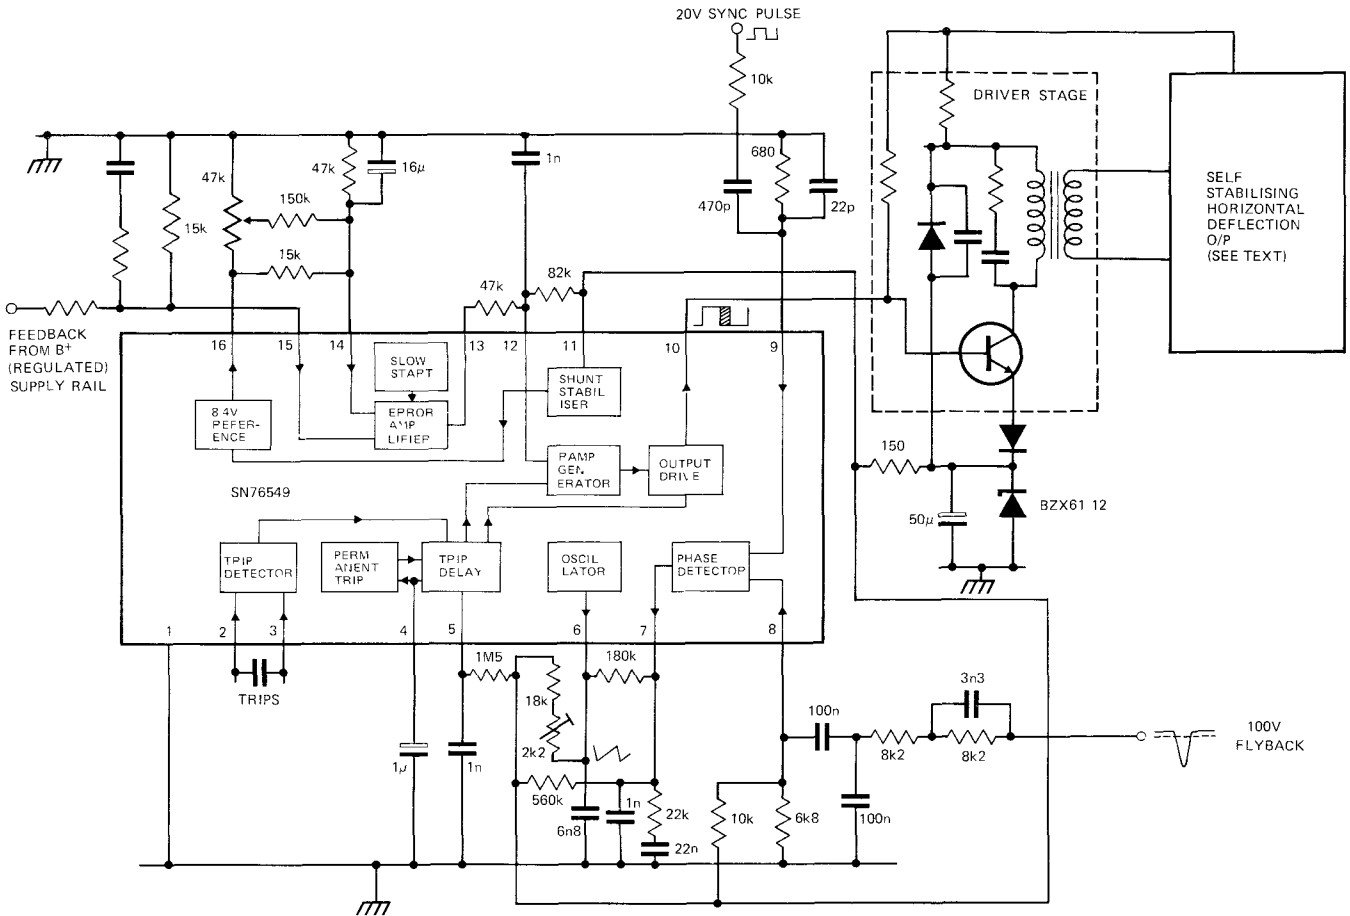 20V SYNC PULSE
10k
DRIVER STAGE
47k
150k
15k
15k
47k
16µ
1n
470p
680
22p
SELF
STABILISING
HORIZONTAL
DEFLECTION
O/P
(SEE TEXT)
82k
47k
FEEDBACK
FROM B+
(REGULATED)
SUPPLY RAIL
16
15
14
13
12
11
10
9
SLOW
STAPT
8.4V
REFER-
ENCE
EPROR
AMP
LIFIER
SHUNT
STABIL
ISER
PAMP
GEN
ERATOR
OUTPUT
DRIVE
SN76549
150
50µ
BZX61 12
TPIP
DETECTOR
PERM
ANENT
TRIP
TPIP
DELAY
OSCIL
LATOR
PHASE
DETECTOR
1
2
3
4
5
6
7
8
TRIPS
1M5
18k
2k2
180k
1µ
1n
560k
6n8
1n
22k
22n
10k
6k8
100n
100n
8k2
3n3
8k2
100V
FLYBACK